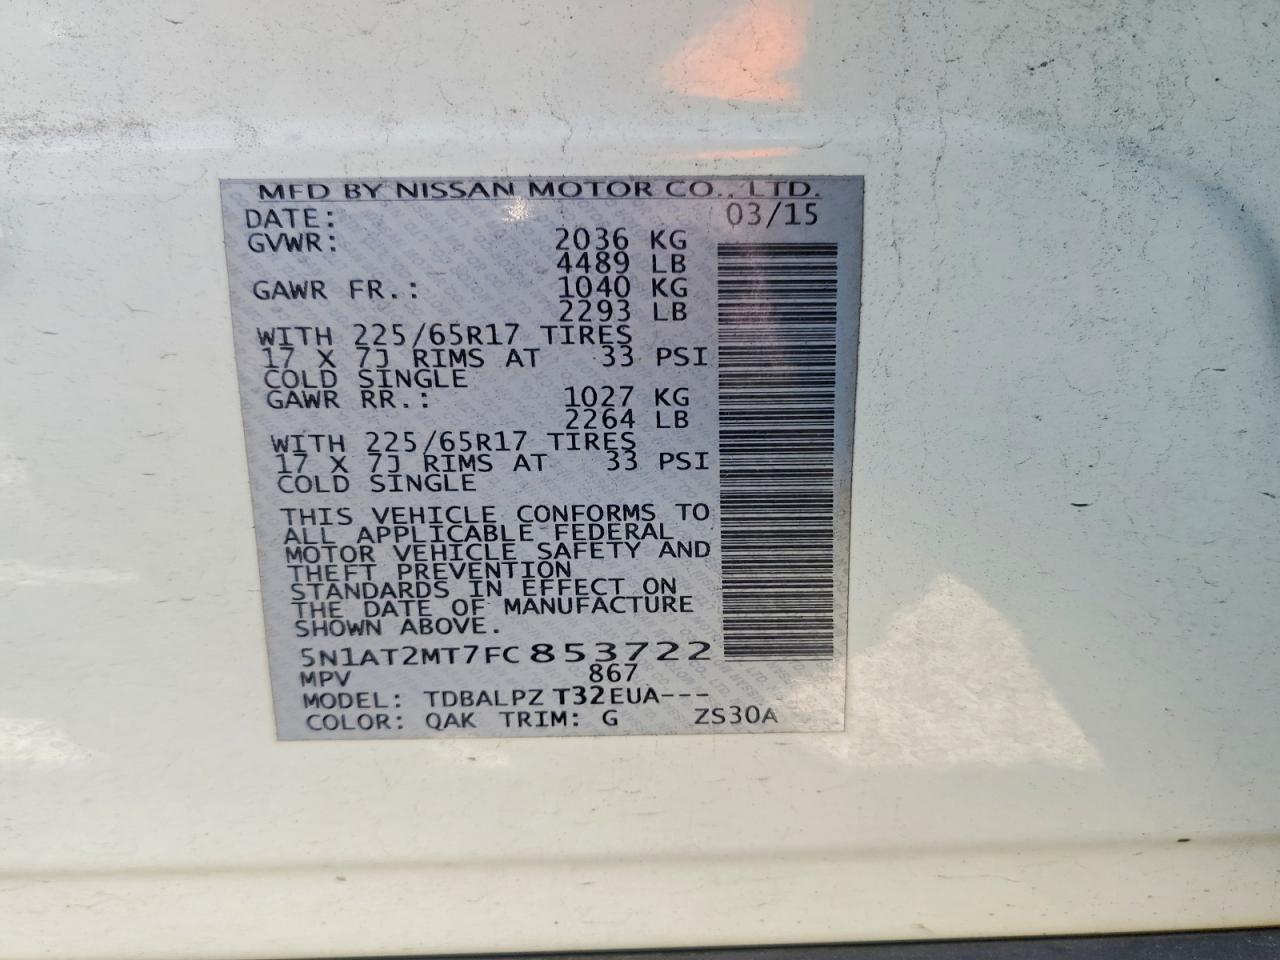 MFD BY NISSAN MOTOR CO., LTD.
DATE: 03/15
GVWR: 2036 KG
4489 LB
GAWR FR.: 1040 KG
2293 LB
WITH 225/65R17 TIRES
17 X 7J RIMS AT 33 PSI
COLD SINGLE
GAWR RR.: 1027 KG
2264 LB
WITH 225/65R17 TIRES
17 X 7J RIMS AT 33 PSI
COLD SINGLE
THIS VEHICLE CONFORMS TO
ALL APPLICABLE FEDERAL
MOTOR VEHICLE SAFETY AND
THEFT PREVENTION
STANDARDS IN EFFECT ON
THE DATE OF MANUFACTURE
SHOWN ABOVE.
5N1AT2MT7FC853722
MPV 867
MODEL: TDBALPZ T32EUA---
COLOR: QAK TRIM: G ZS30A